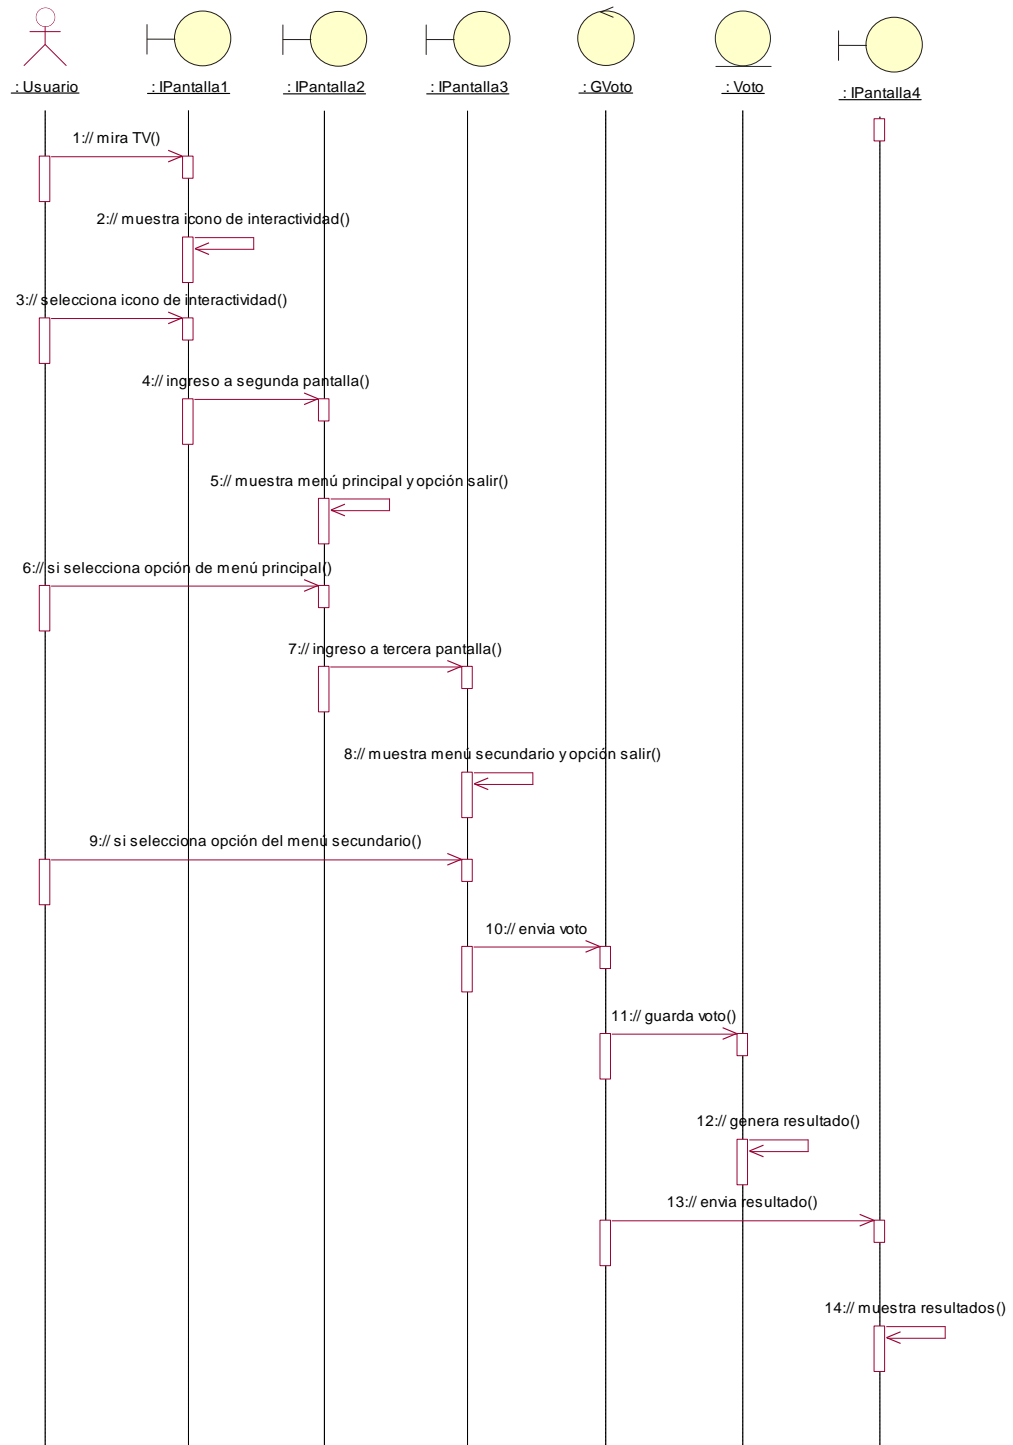 : Usuario
: IPantalla1
: IPantalla2
: IPantalla3
: GVoto
: Voto
: IPantalla4
1:// mira TV()
2:// muestra icono de interactividad()
3:// selecciona icono de interactividad()
4:// ingreso a segunda pantalla()
5:// muestra menú principal y opción salir()
6:// si selecciona opción de menú principal()
7:// ingreso a tercera pantalla()
8:// muestra menú secundario y opción salir()
9:// si selecciona opción del menú secundario()
10:// envia voto
11:// guarda voto()
12:// genera resultado()
13:// envia resultado()
14:// muestra resultados()